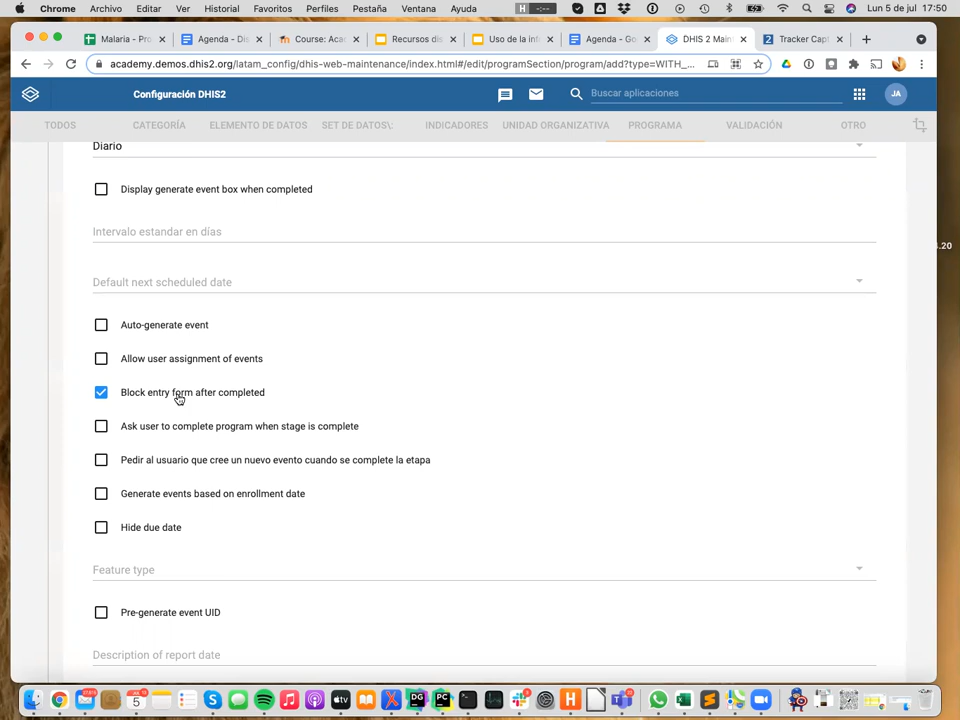 Chrome Archivo Editar Ver Historial Favoritos Perfiles Pestaña Ventana Ayuda Lun 5 de jul 17:50
Malaria - Pro Agenda - Dis Course: Aca Recursos dis Uso de la inf Agenda - Go DHIS 2 Main Tracker Capt
academy.demos.dhis2.org/latam_config/dhis-web-maintenance/index.html#/edit/programSection/program/add?type=WITH_...
Configuración DHIS2 Buscar aplicaciones JA
TODOS CATEGORÍA ELEMENTO DE DATOS SET DE DATOS\: INDICADORES UNIDAD ORGANIZATIVA PROGRAMA VALIDACIÓN OTRO
Diario
Display generate event box when completed
Intervalo estandar en días
Default next scheduled date
Auto-generate event
Allow user assignment of events
Block entry form after completed
Ask user to complete program when stage is complete
Pedir al usuario que cree un nuevo evento cuando se complete la etapa
Generate events based on enrollment date
Hide due date
Feature type
Pre-generate event UID
Description of report date